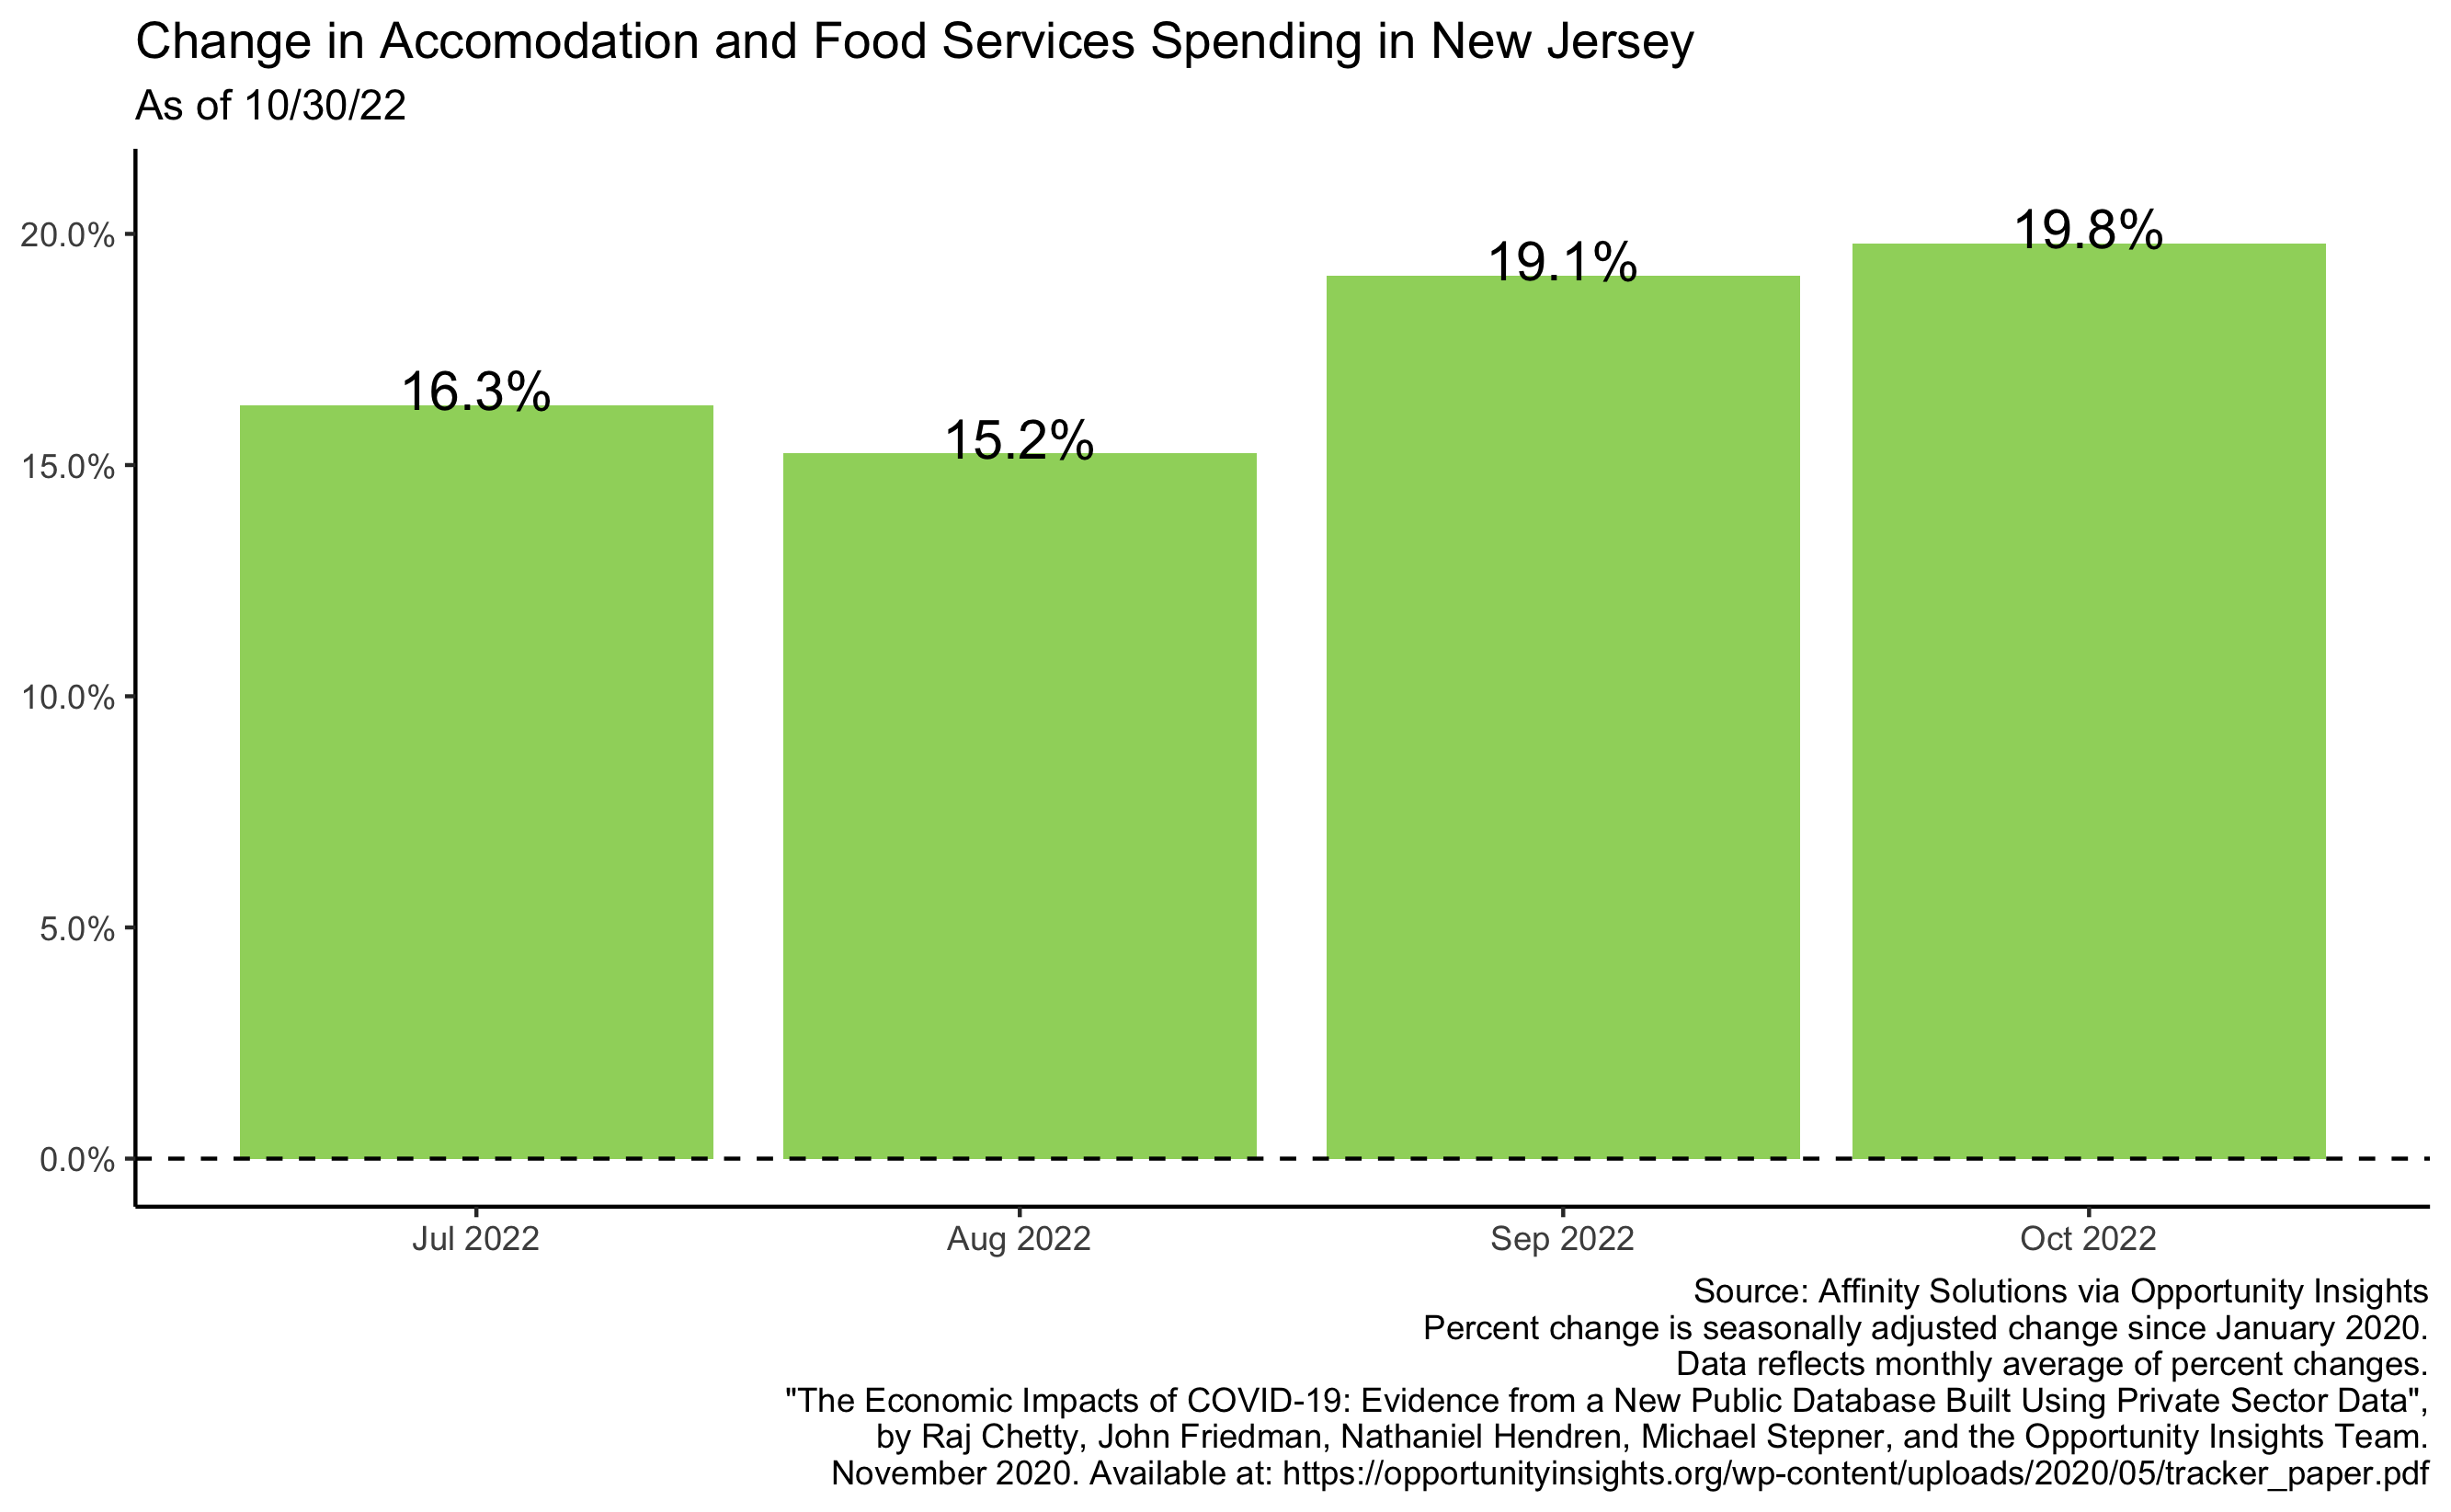 Change in Accomodation and Food Services Spending in New Jersey
As of 10/30/22
20.0%
15.0%
10.0%
5.0%
0.0%
16.3%
15.2%
19.1%
19.8%
Jul 2022
Aug 2022
Sep 2022
Oct 2022
Source: Affinity Solutions via Opportunity Insights
Percent change is seasonally adjusted change since January 2020.
Data reflects monthly average of percent changes.
"The Economic Impacts of COVID-19: Evidence from a New Public Database Built Using Private Sector Data",
by Raj Chetty, John Friedman, Nathaniel Hendren, Michael Stepner, and the Opportunity Insights Team.
November 2020. Available at: https://opportunityinsights.org/wp-content/uploads/2020/05/tracker_paper.pdf